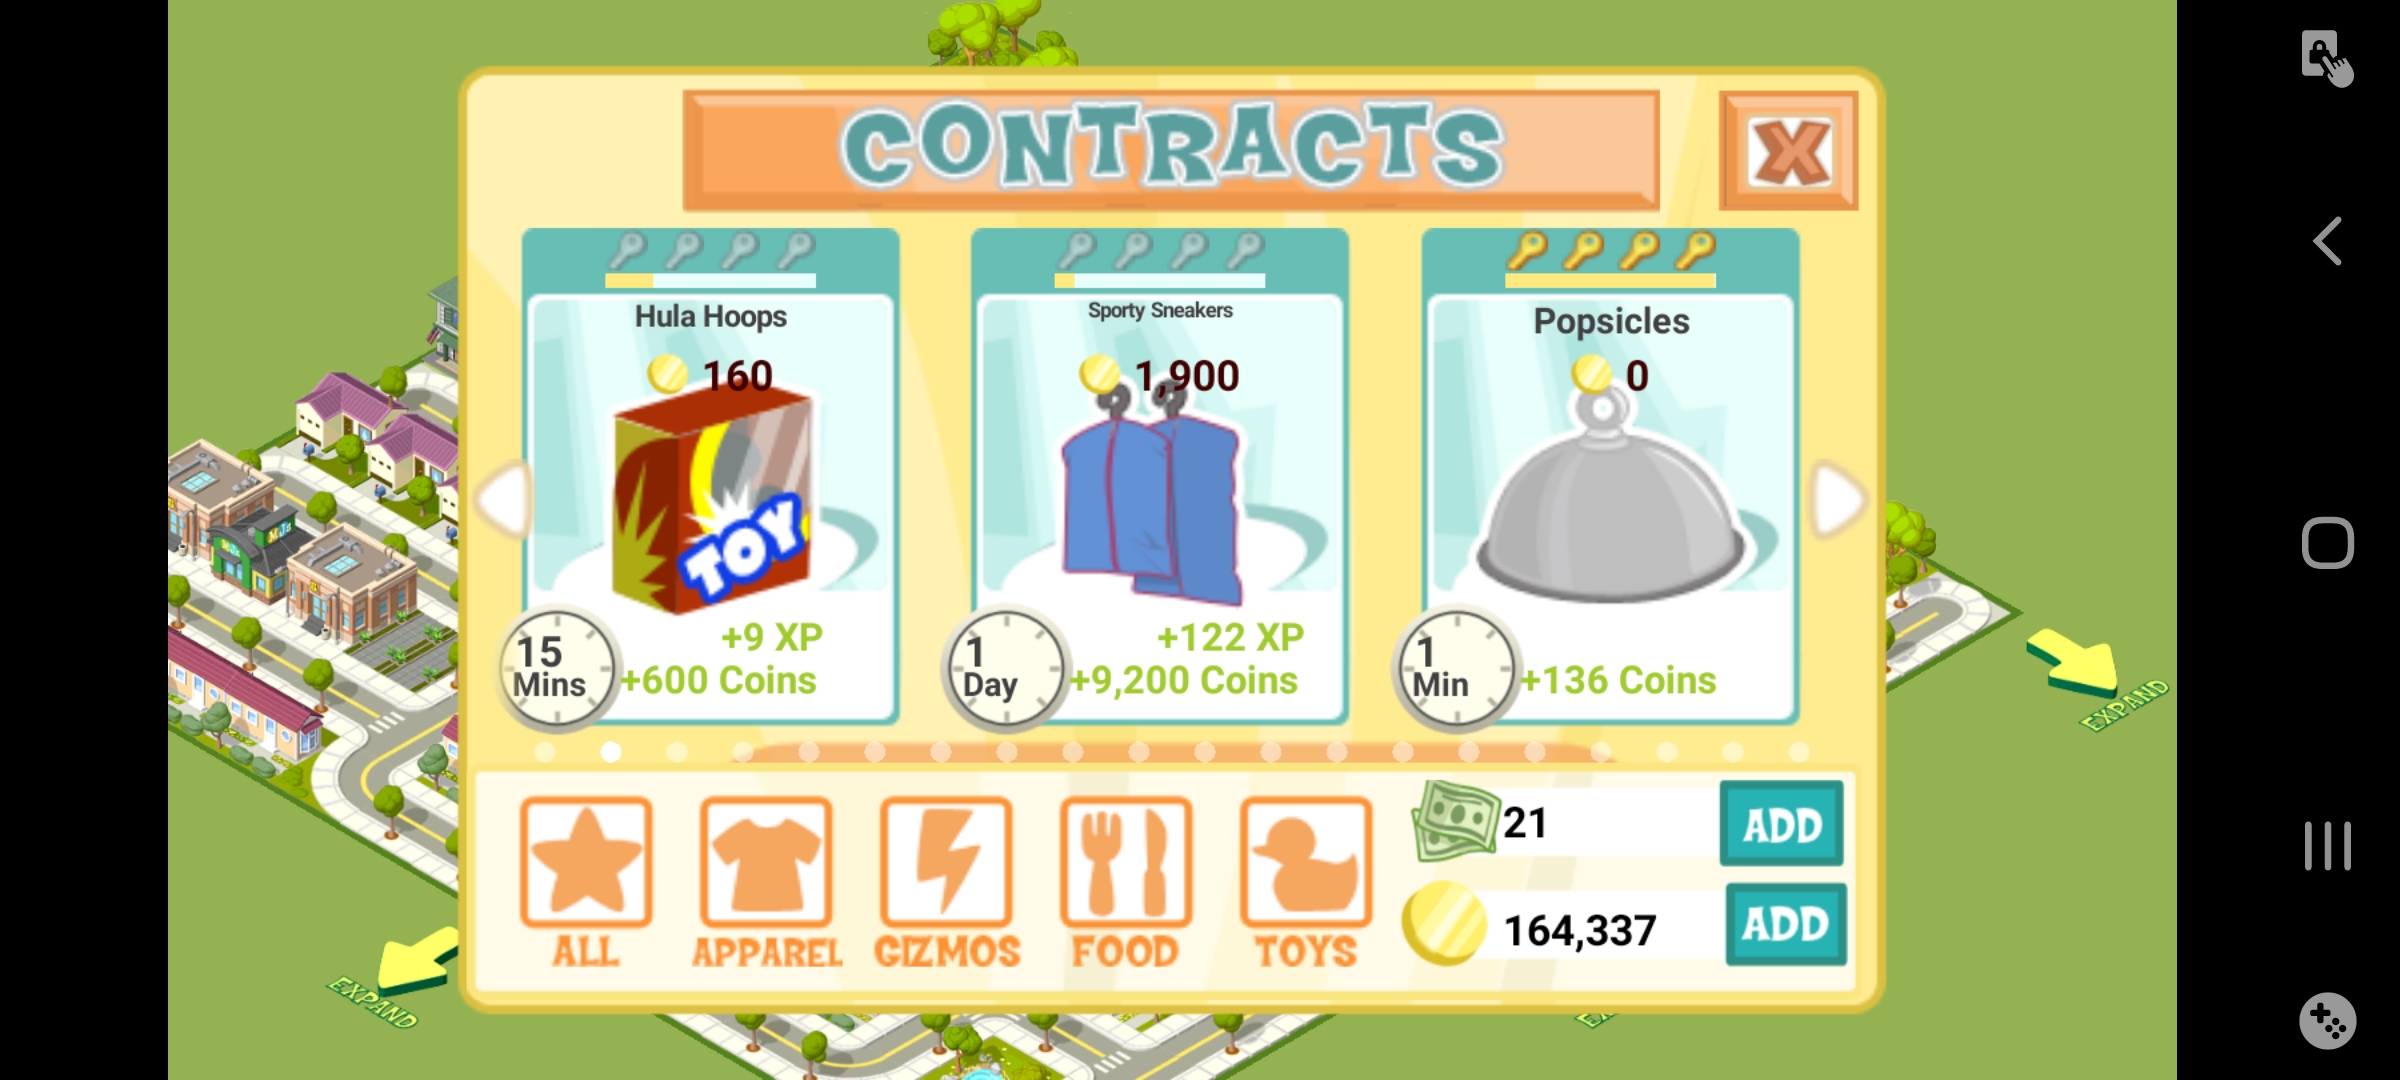 CONTRACTS
X
Hula Hoops
160
TOY
15
Mins
+9 XP
+600 Coins
Sporty Sneakers
1,900
1
Day
+122 XP
+9,200 Coins
Popsicles
0
1
Min
+136 Coins
ALL
APPAREL
GIZMOS
FOOD
TOYS
21
ADD
164,337
ADD
EXPAND
EXPAND